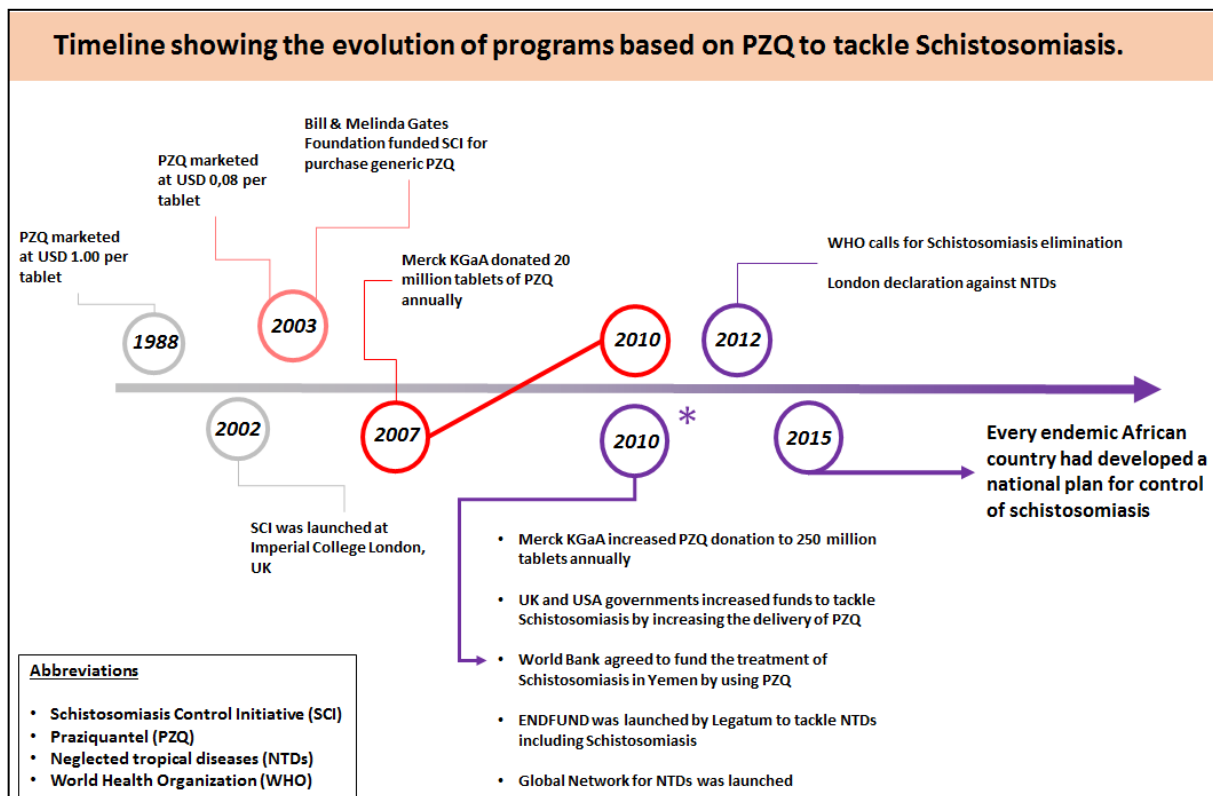 Timeline showing the evolution of programs based on PZQ to tackle Schistosomiasis.
PZQ marketed
at USD 1.00 per
tablet
1988
PZQ marketed
at USD 0,08 per
tablet
Bill & Melinda Gates
Foundation funded SCI for
purchase generic PZQ
2003
Merck KGaA donated 20
million tablets of PZQ
annually
2010
WHO calls for Schistosomiasis elimination
London declaration against NTDs
2012
2002
SCI was launched at
Imperial College London,
UK
2007
2010
*
2015
Every endemic African
country had developed a
national plan for control
of schistosomiasis
• Merck KGaA increased PZQ donation to 250 million
tablets annually
• UK and USA governments increased funds to tackle
Schistosomiasis by increasing the delivery of PZQ
• World Bank agreed to fund the treatment of
Schistosomiasis in Yemen by using PZQ
• ENDFUND was launched by Legatum to tackle NTDs
including Schistosomiasis
• Global Network for NTDs was launched
Abbreviations
• Schistosomiasis Control Initiative (SCI)
• Praziquantel (PZQ)
• Neglected tropical diseases (NTDs)
• World Health Organization (WHO)